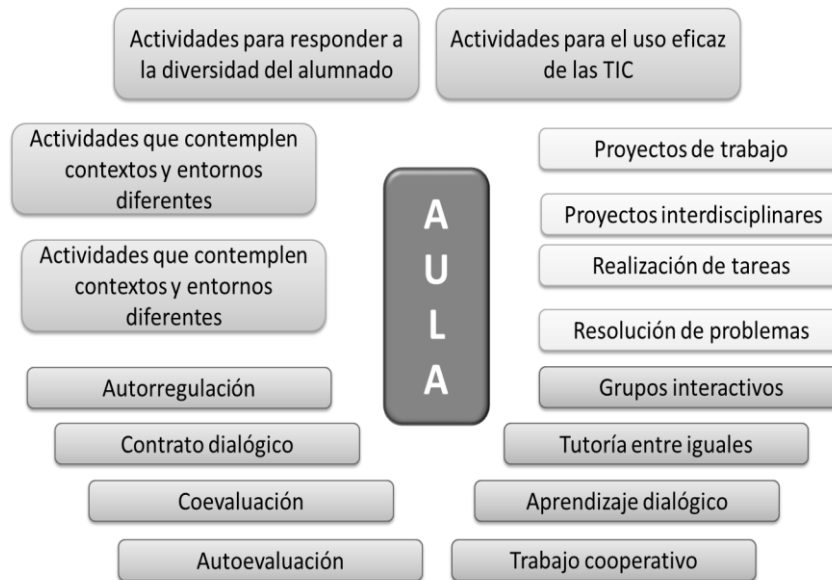 Actividades para responder a
la diversidad del alumnado
Actividades para el uso eficaz
de las TIC
Actividades que contemplen
contextos y entornos
diferentes
Actividades que contemplen
contextos y entornos
diferentes
Autorregulación
Contrato dialógico
Coevaluación
Autoevaluación
A
U
L
A
Proyectos de trabajo
Proyectos interdisciplinares
Realización de tareas
Resolución de problemas
Grupos interactivos
Tutoría entre iguales
Aprendizaje dialógico
Trabajo cooperativo